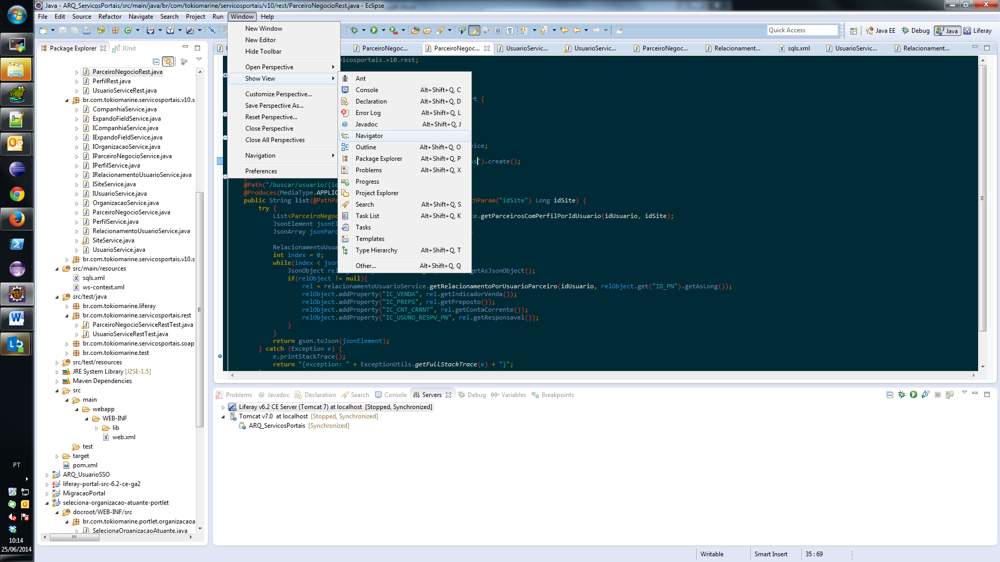 Java - ARQ_ServicosPortais/src/main/java/br/com/tokiomarine/servicosportais/v10/rest/ParceiroNegocioRest.java - Eclipse
File Edit Source Refactor Navigate Search Project Run Window Help
Quick Access Java EE Debug Java Liferay
Package Explorer JUnit
ParceiroNegoc... ParceiroNegoc... UsuarioServic... UsuarioServic... ParceiroNegoc... Relacionament... sqls.xml UsuarioServic... Relacionament...
New Window
New Editor
Hide Toolbar
Open Perspective
Show View
Customize Perspective...
Save Perspective As...
Reset Perspective...
Close Perspective
Close All Perspectives
Navigation
Preferences
Ant
Console Alt+Shift+Q, C
Declaration Alt+Shift+Q, D
Error Log Alt+Shift+Q, L
Javadoc Alt+Shift+Q, J
Navigator
Outline Alt+Shift+Q, O
Package Explorer Alt+Shift+Q, P
Problems Alt+Shift+Q, X
Progress
Project Explorer
Search Alt+Shift+Q, S
Task List Alt+Shift+Q, K
Tasks
Templates
Type Hierarchy Alt+Shift+Q, T
Other... Alt+Shift+Q, Q
ParceiroNegocioRest.java
PerfilRest.java
UsuarioServiceRest.java
br.com.tokiomarine.servicosportais.v10.s
CompanhiaService.java
ExpandoFieldService.java
ICompanhiaService.java
IExpandoFieldService.java
IOrganizacaoService.java
IParceiroNegocioService.java
IPerfilService.java
IRelacionamentoUsuarioService.java
ISiteService.java
IUsuarioService.java
OrganizacaoService.java
ParceiroNegocioService.java
PerfilService.java
RelacionamentoUsuarioService.java
SiteService.java
UsuarioService.java
br.com.tokiomarine.servicosportais.v10.s
src/main/resources
sqls.xml
ws-context.xml
src/test/java
br.com.tokiomarine.liferay
br.com.tokiomarine.servicosportais.rest
ParceiroNegocioServiceRestTest.java
UsuarioServiceRestTest.java
br.com.tokiomarine.servicosportais.soap
br.com.tokiomarine.test
src/test/resources
JRE System Library [J2SE-1.5]
Maven Dependencies
src
main
webapp
WEB-INF
lib
web.xml
test
target
pom.xml
ARQ_UsuarioSSO
liferay-portal-src-6.2-ce-ga2
MigracaoPortal
seleciona-organizacao-atuante-portlet
docroot/WEB-INF/src
br.com.tokiomarine.portlet.organizacaoa
SelecionaOrganizacaoAtuante.java
vicosportais.v10.rest;
rt {
vice;
ss").create();
@Path("/buscar/usuario/{id
@Produces(MediaType.APPLIC
public String list(@PathPa thParam("idSite") Long idSite) {
try {
List<ParceiroNegoc e.getParceirosComPerfilPorIdUsuario(idUsuario, idSite);
JsonElement jsonEl
JsonArray jsonParc ;
RelacionamentoUsua
int index = 0;
while(index < json
JsonObject rel getAsJsonObject();
if(relObject != null){
rel = relacionamentoUsuarioService.getRelacionamentoPorUsuarioParceiro(idUsuario, relObject.get("ID_PN").getAsLong());
relObject.addProperty("IC_VENDA", rel.getIndicadorVenda());
relObject.addProperty("IC_PREPS", rel.getPreposto());
relObject.addProperty("IC_CNT_CRRNT", rel.getContaCorrente());
relObject.addProperty("IC_USURO_RESPV_PN", rel.getResponsavel());
}
}
return gson.toJson(jsonElement);
} catch (Exception e) {
e.printStackTrace();
return "{exception: " + ExceptionUtils.getFullStackTrace(e) + "}";
Problems Javadoc Declaration Search Console Servers Debug Variables Breakpoints
Liferay v6.2 CE Server (Tomcat 7) at localhost [Stopped, Synchronized]
Tomcat v7.0 at localhost [Stopped, Synchronized]
ARQ_ServicosPortais [Synchronized]
PT
10:14
25/06/2014
Writable Smart Insert 35 : 69